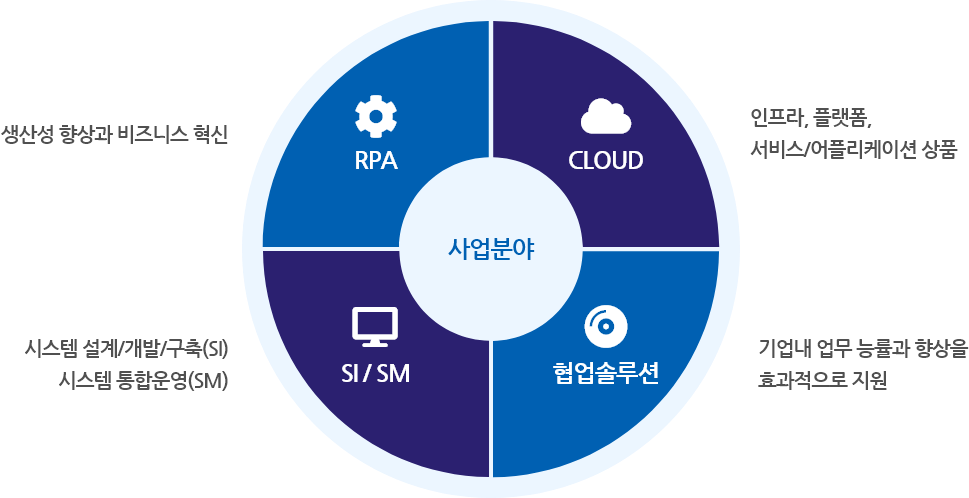 생산성 향상과 비즈니스 혁신
RPA
CLOUD
인프라, 플랫폼,
서비스/어플리케이션 상품
사업분야
시스템 설계/개발/구축(SI)
시스템 통합운영(SM)
SI / SM
협업솔루션
기업내 업무 능률과 향상을
효과적으로 지원